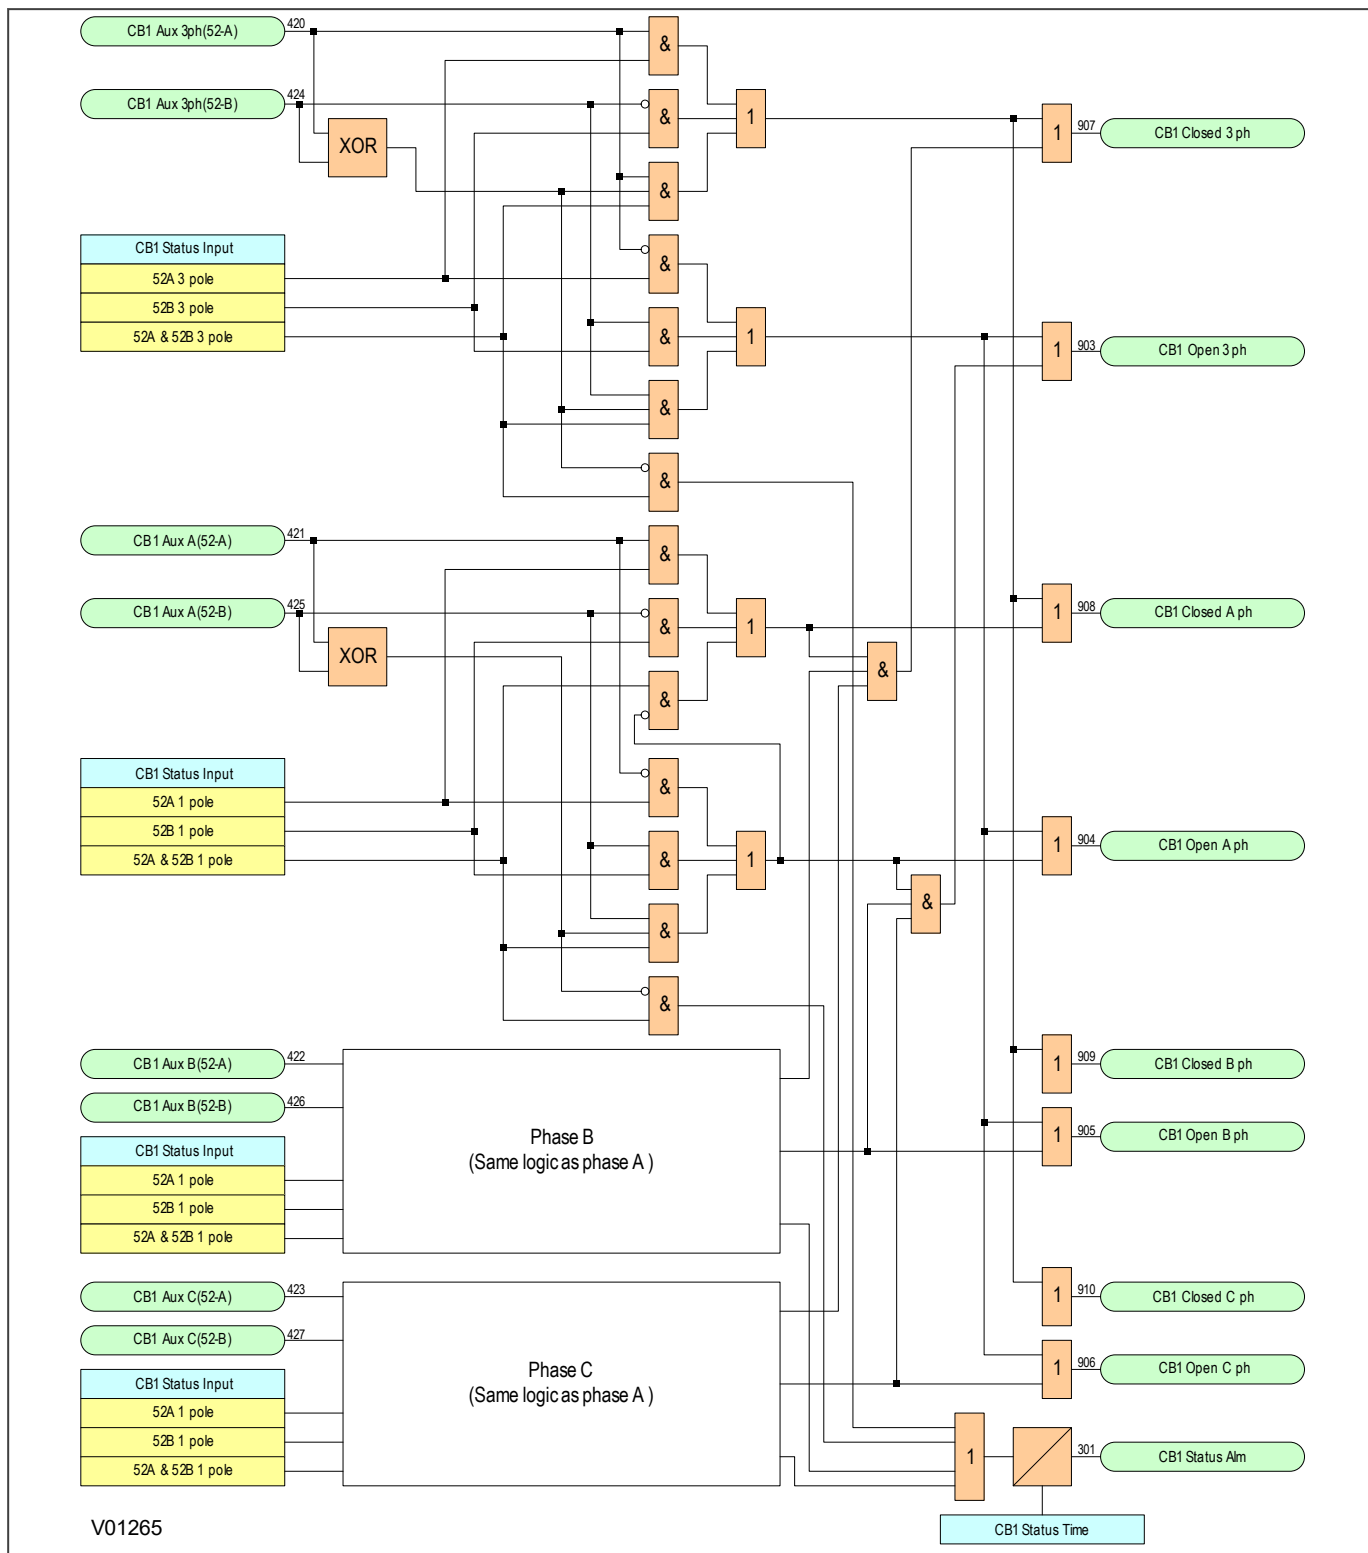 CB1 Aux 3ph(52-A)
420
&
CB1 Aux 3ph(52-B)
424
&
1
1
907
CB1 Closed 3 ph
XOR
&
CB1 Status Input
&
52A 3 pole
52B 3 pole
52A & 52B 3 pole
&
1
1
903
CB1 Open 3 ph
&
&
CB1 Aux A(52-A)
421
&
CB1 Aux A(52-B)
425
&
1
1
908
CB1 Closed A ph
XOR
&
&
CB1 Status Input
&
52A 1 pole
52B 1 pole
52A & 52B 1 pole
&
1
1
904
CB1 Open A ph
&
&
&
CB1 Aux B(52-A)
422
1
909
CB1 Closed B ph
CB1 Aux B(52-B)
426
Phase B
(Same logic as phase A )
1
905
CB1 Open B ph
CB1 Status Input
52A 1 pole
52B 1 pole
52A & 52B 1 pole
CB1 Aux C(52-A)
423
1
910
CB1 Closed C ph
CB1 Aux C(52-B)
427
Phase C
(Same logic as phase A )
1
906
CB1 Open C ph
CB1 Status Input
52A 1 pole
52B 1 pole
52A & 52B 1 pole
1
301
CB1 Status Alm
CB1 Status Time
V01265